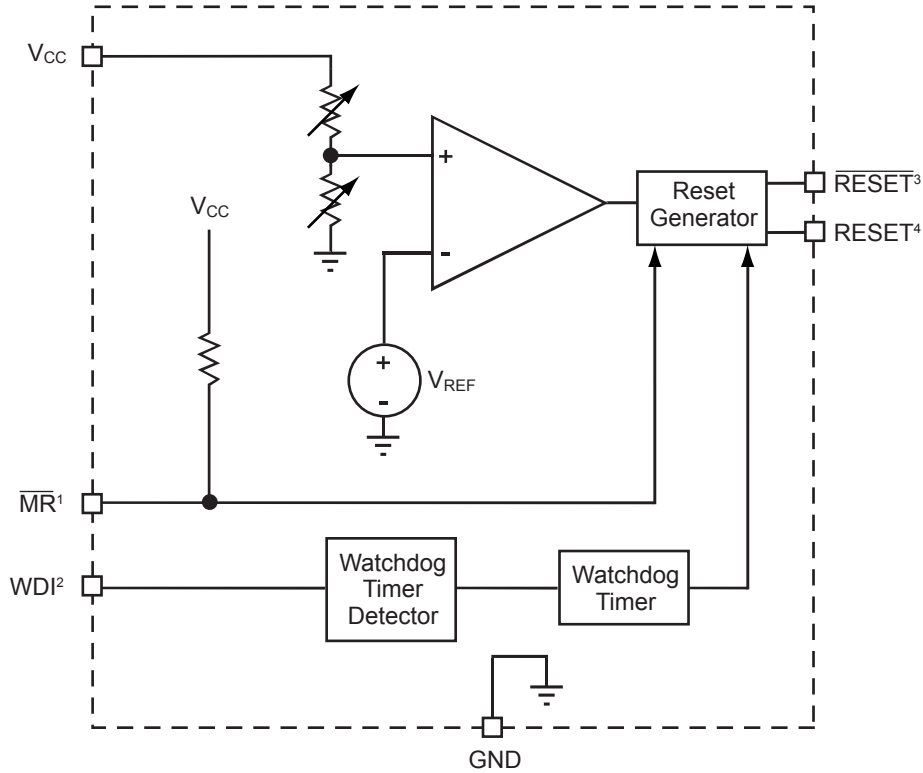 VCC
VCC
+
-
Reset
Generator
RESET³
RESET⁴
+
-
VREF
MR¹
WDI²
Watchdog
Timer
Detector
Watchdog
Timer
GND